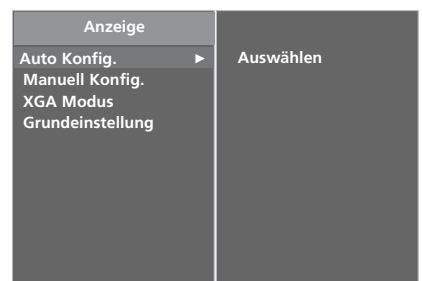 Anzeige
Auto Konfig. ►
Auswählen
Manuell Konfig.
XGA Modus
Grundeinstellung